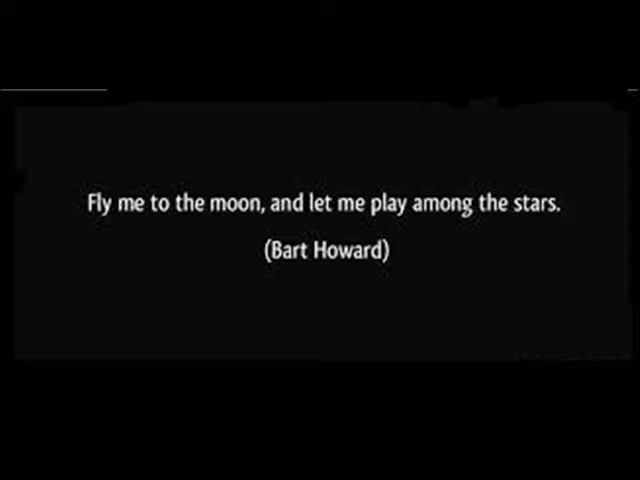 Fly me to the moon, and let me play among the stars.
(Bart Howard)